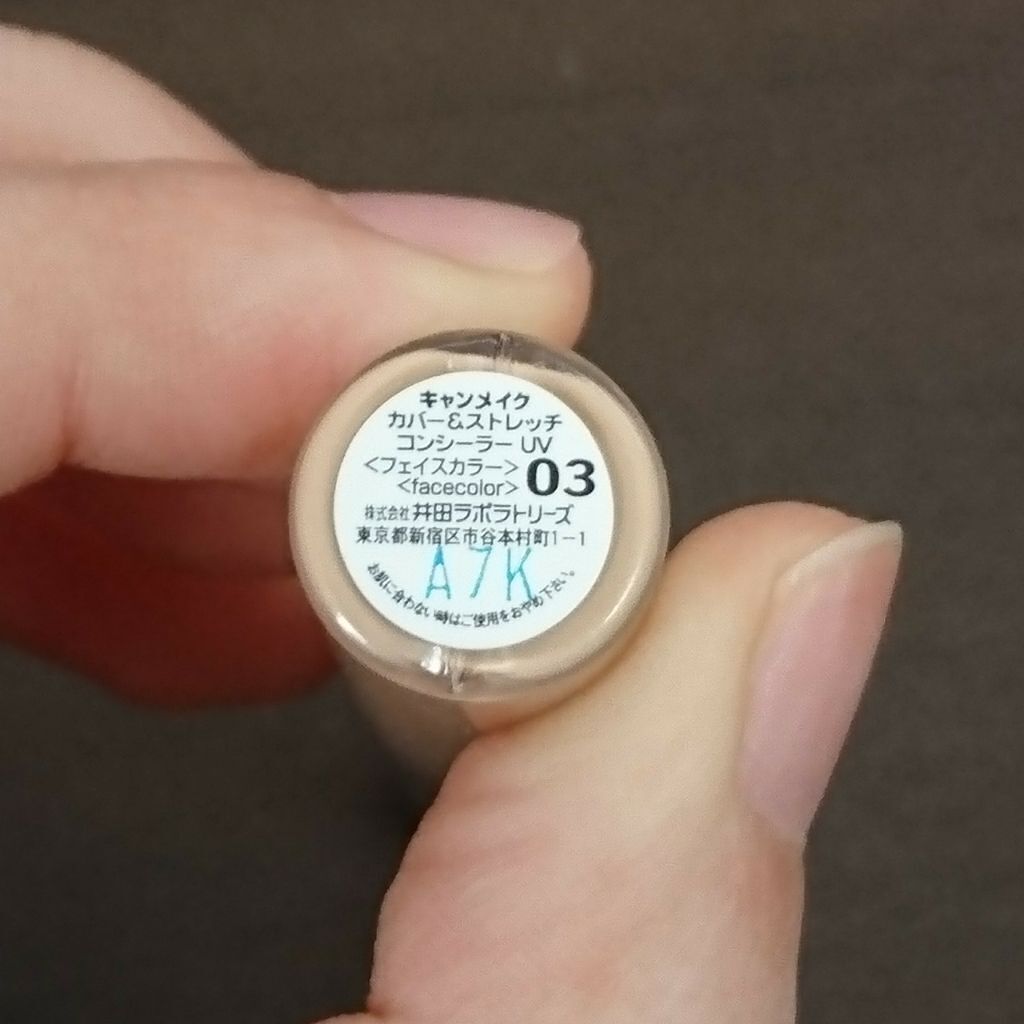 キャンメイク
カバー&ストレッチ
コンシーラー UV
<フェイスカラー> 03
<facecolor>
株式会社 井田ラボラトリーズ
東京都新宿区市谷本村町1-1
A7K
お肌に合わない時はご使用をおやめ下さい。